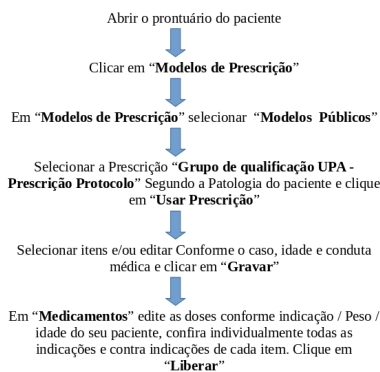 Abrir o prontuário do paciente
Clicar em “Modelos de Prescrição”
Em “Modelos de Prescrição” selecionar “Modelos Públicos”
Selecionar a Prescrição “Grupo de qualificação UPA -
Prescrição Protocolo” Segundo a Patologia do paciente e clique
em “Usar Prescrição”
Selecionar itens e/ou editar Conforme o caso, idade e conduta
médica e clicar em “Gravar”
Em “Medicamentos” edite as doses conforme indicação / Peso /
idade do seu paciente, confira individualmente todas as
indicações e contra indicações de cada item. Clique em
“Liberar”